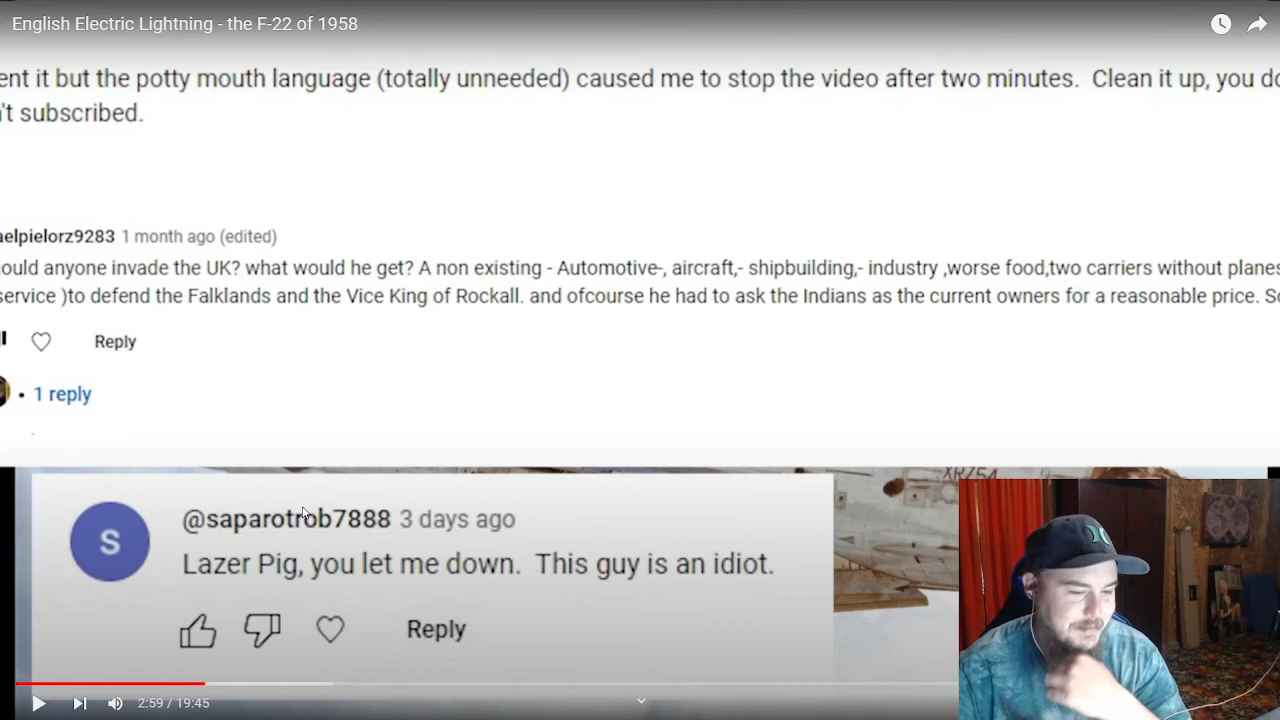 English Electric Lightning - the F-22 of 1958
ent it but the potty mouth language (totally unneeded) caused me to stop the video after two minutes. Clean it up, you do
't subscribed.
aelpielorz9283 1 month ago (edited)
ould anyone invade the UK? what would he get? A non existing - Automotive-, aircraft,- shipbuilding,- industry ,worse food,two carriers without planes
service )to defend the Falklands and the Vice King of Rockall. and ofcourse he had to ask the Indians as the current owners for a reasonable price. So
Reply
• 1 reply
XR754
S
@saparotrob7888 3 days ago
Lazer Pig, you let me down. This guy is an idiot.
Reply
2:59 / 19:45